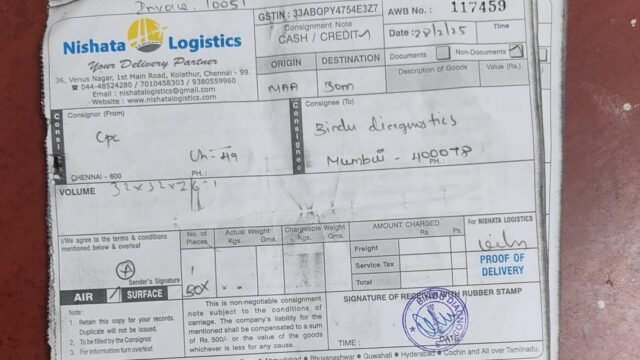 Invoice 10051
Nishata Logistics
Your Delivery Partner
36, Venus Nagar, 1st Main Road, Kolathur, Chennai - 99.
☎ 044-48524280 / 7010458303 / 9380559960
Email : nishatalogistics@gmail.com
Website : www.nishatalogistics.com
GSTIN : 33ABOPY4754E3Z7
Consignment Note
CASH / CREDIT
AWB No. : 117459
Date : 28/2/25
Time
ORIGIN
DESTINATION
MAA
Bom
Documents
Non-Documents
Description of Goods
Value (Rs.)
Consignor
Consignor (From)
CPC
Ch-49
CHENNAI - 600
PH. :
Consignee
Consignee (To)
Bindu diagnostics
Mumbai - 400078
PH. :
VOLUME
32x32x26-1
I/We agree to the terms & conditions
mentioned below & overleaf
Sender's Signature
AIR
SURFACE
No. of Pieces
Actual Weight
Kgs. Gms.
Chargeable Weight
Kgs. Gms.
1
BOX
AMOUNT CHARGED
Rs. Ps.
Freight
Service Tax
Total
For NISHATA LOGISTICS
PROOF OF
DELIVERY
Note :
1. Retain this copy for your records.
Duplicate will not be issued.
2. To be filled by the Consignor.
3. For information turn overleaf.
This is non-negotiable consignment
note subject to the conditions of
carriage. The company's liability for the
mentioned shall be compensated to a sum
of Rs. 500/- or the value of the goods
whichever is less for any cause.
SIGNATURE OF RECEIVER WITH RUBBER STAMP
TIME :
DATE
Bhuvaneshwar • Guwahati • Hyderabad • Cochin and All over Tamilnadu.